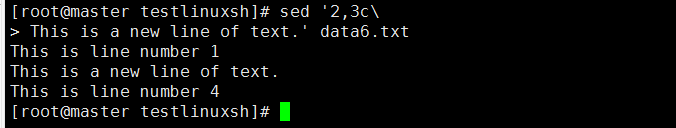 [root@master testlinuxsh]# sed '2,3c\
> This is a new line of text.' data6.txt
This is line number 1
This is a new line of text.
This is line number 4
[root@master testlinuxsh]#